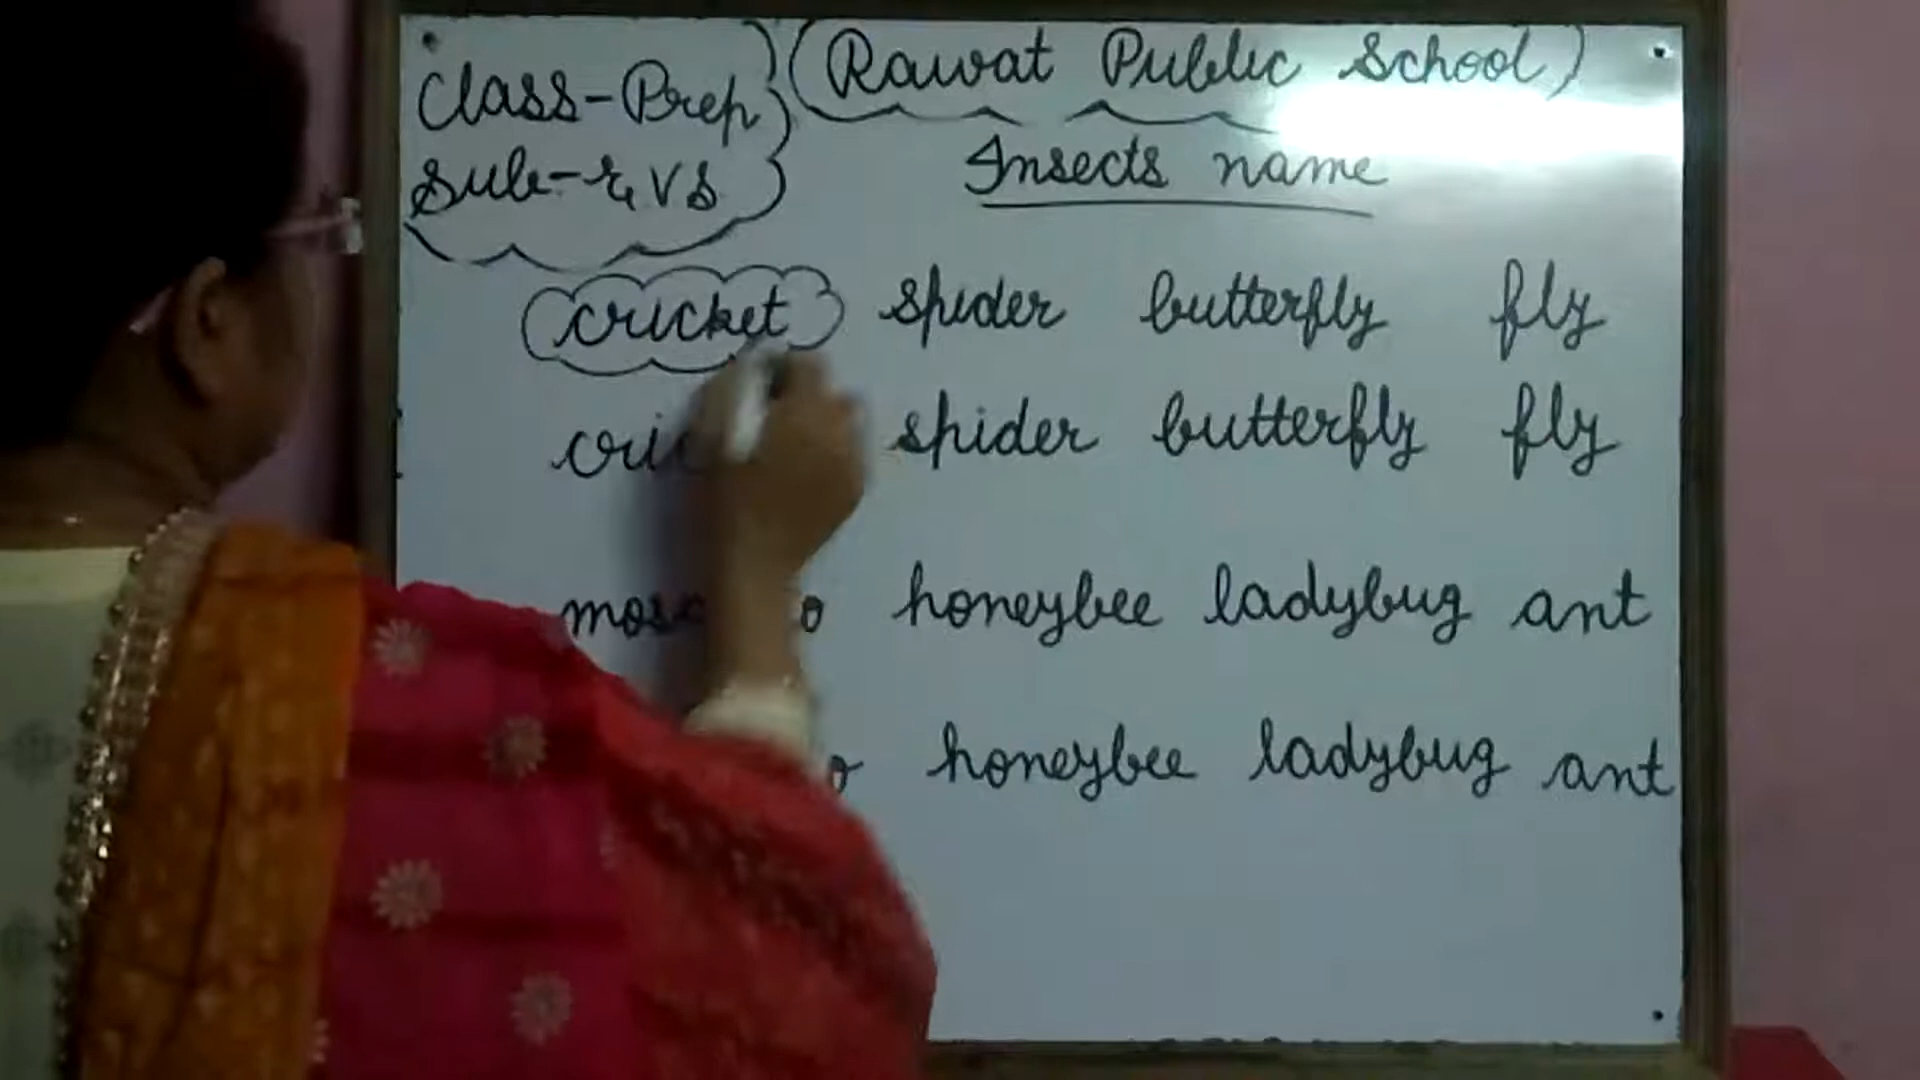 Class-Prep
(Rawat Public School)
Sub-EVS
Insects name
cricket spider butterfly fly
spider butterfly fly
honeybee ladybug ant
honeybee ladybug ant